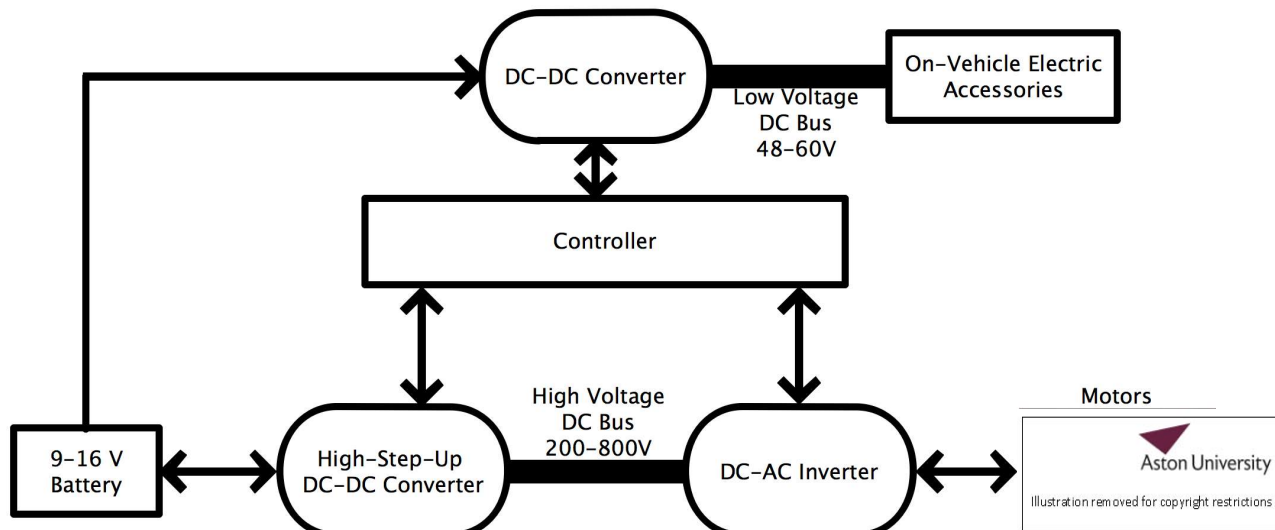 DC-DC Converter
On-Vehicle Electric
Accessories
Low Voltage
DC Bus
48-60V
Controller
High Voltage
DC Bus
200-800V
Motors
9-16 V
Battery
High-Step-Up
DC-DC Converter
DC-AC Inverter
Aston University
Illustration removed for copyright restrictions